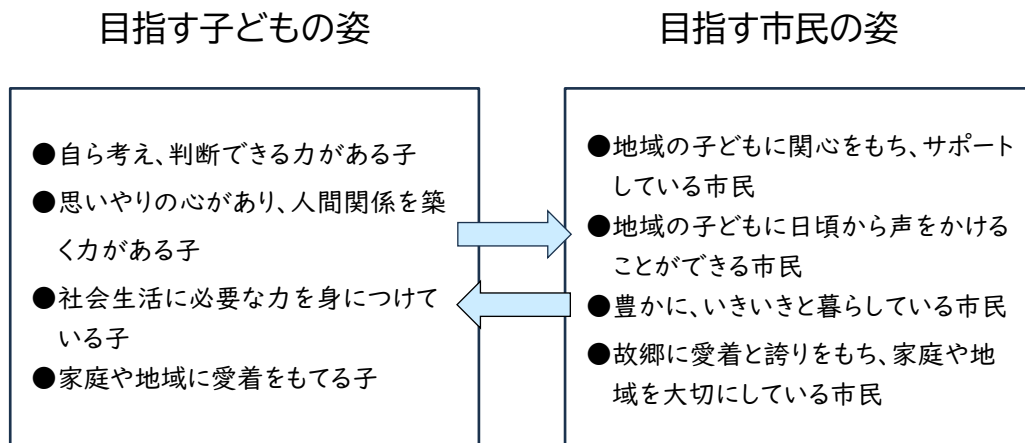 目指す子どもの姿
●自ら考え、判断できる力がある子
●思いやりの心があり、人間関係を築
く力がある子
●社会生活に必要な力を身につけて
いる子
●家庭や地域に愛着をもてる子
目指す市民の姿
●地域の子どもに関心をもち、サポート
している市民
●地域の子どもに日頃から声をかける
ことができる市民
●豊かに、いきいきと暮らしている市民
●故郷に愛着と誇りをもち、家庭や地
域を大切にしている市民